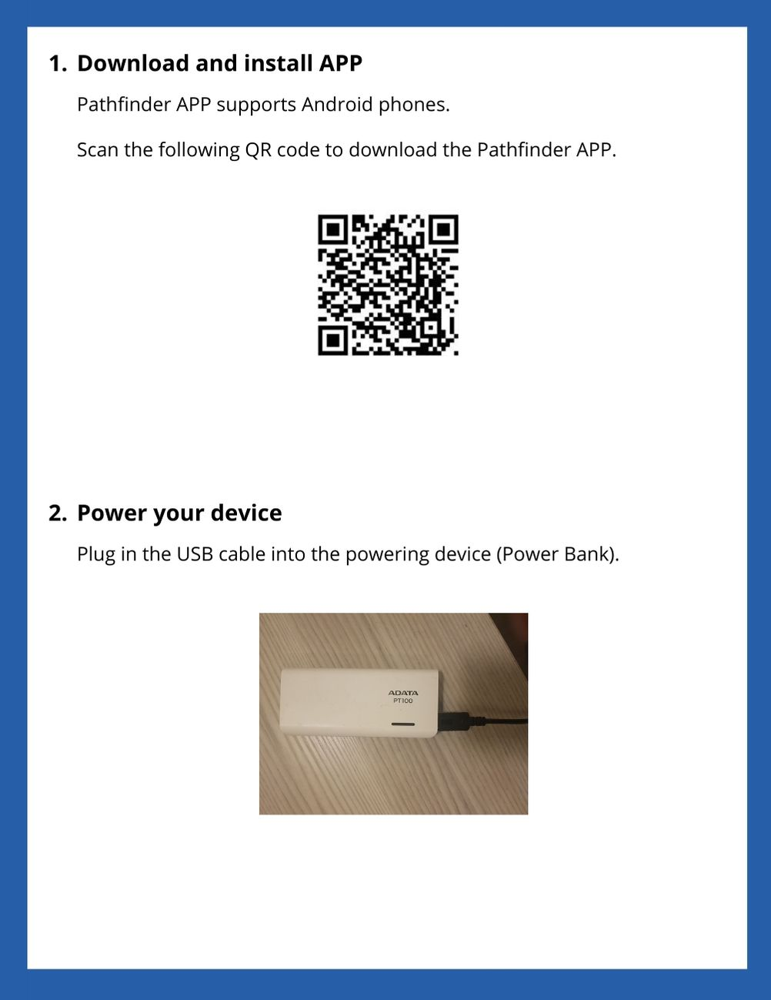 1. Download and install APP
Pathfinder APP supports Android phones.
Scan the following QR code to download the Pathfinder APP.
2. Power your device
Plug in the USB cable into the powering device (Power Bank).
ADATA
PT100